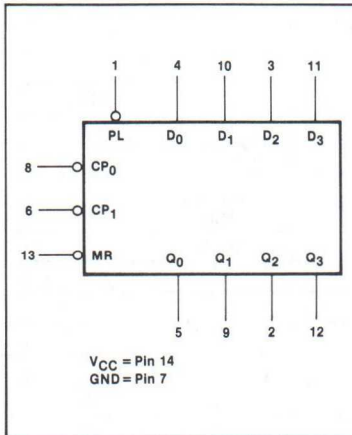 1 4 10 3 11
PL D₀ D₁ D₂ D₃
8 CP₀
6 CP₁
13 MR Q₀ Q₁ Q₂ Q₃
5 9 2 12
V_CC = Pin 14
GND = Pin 7